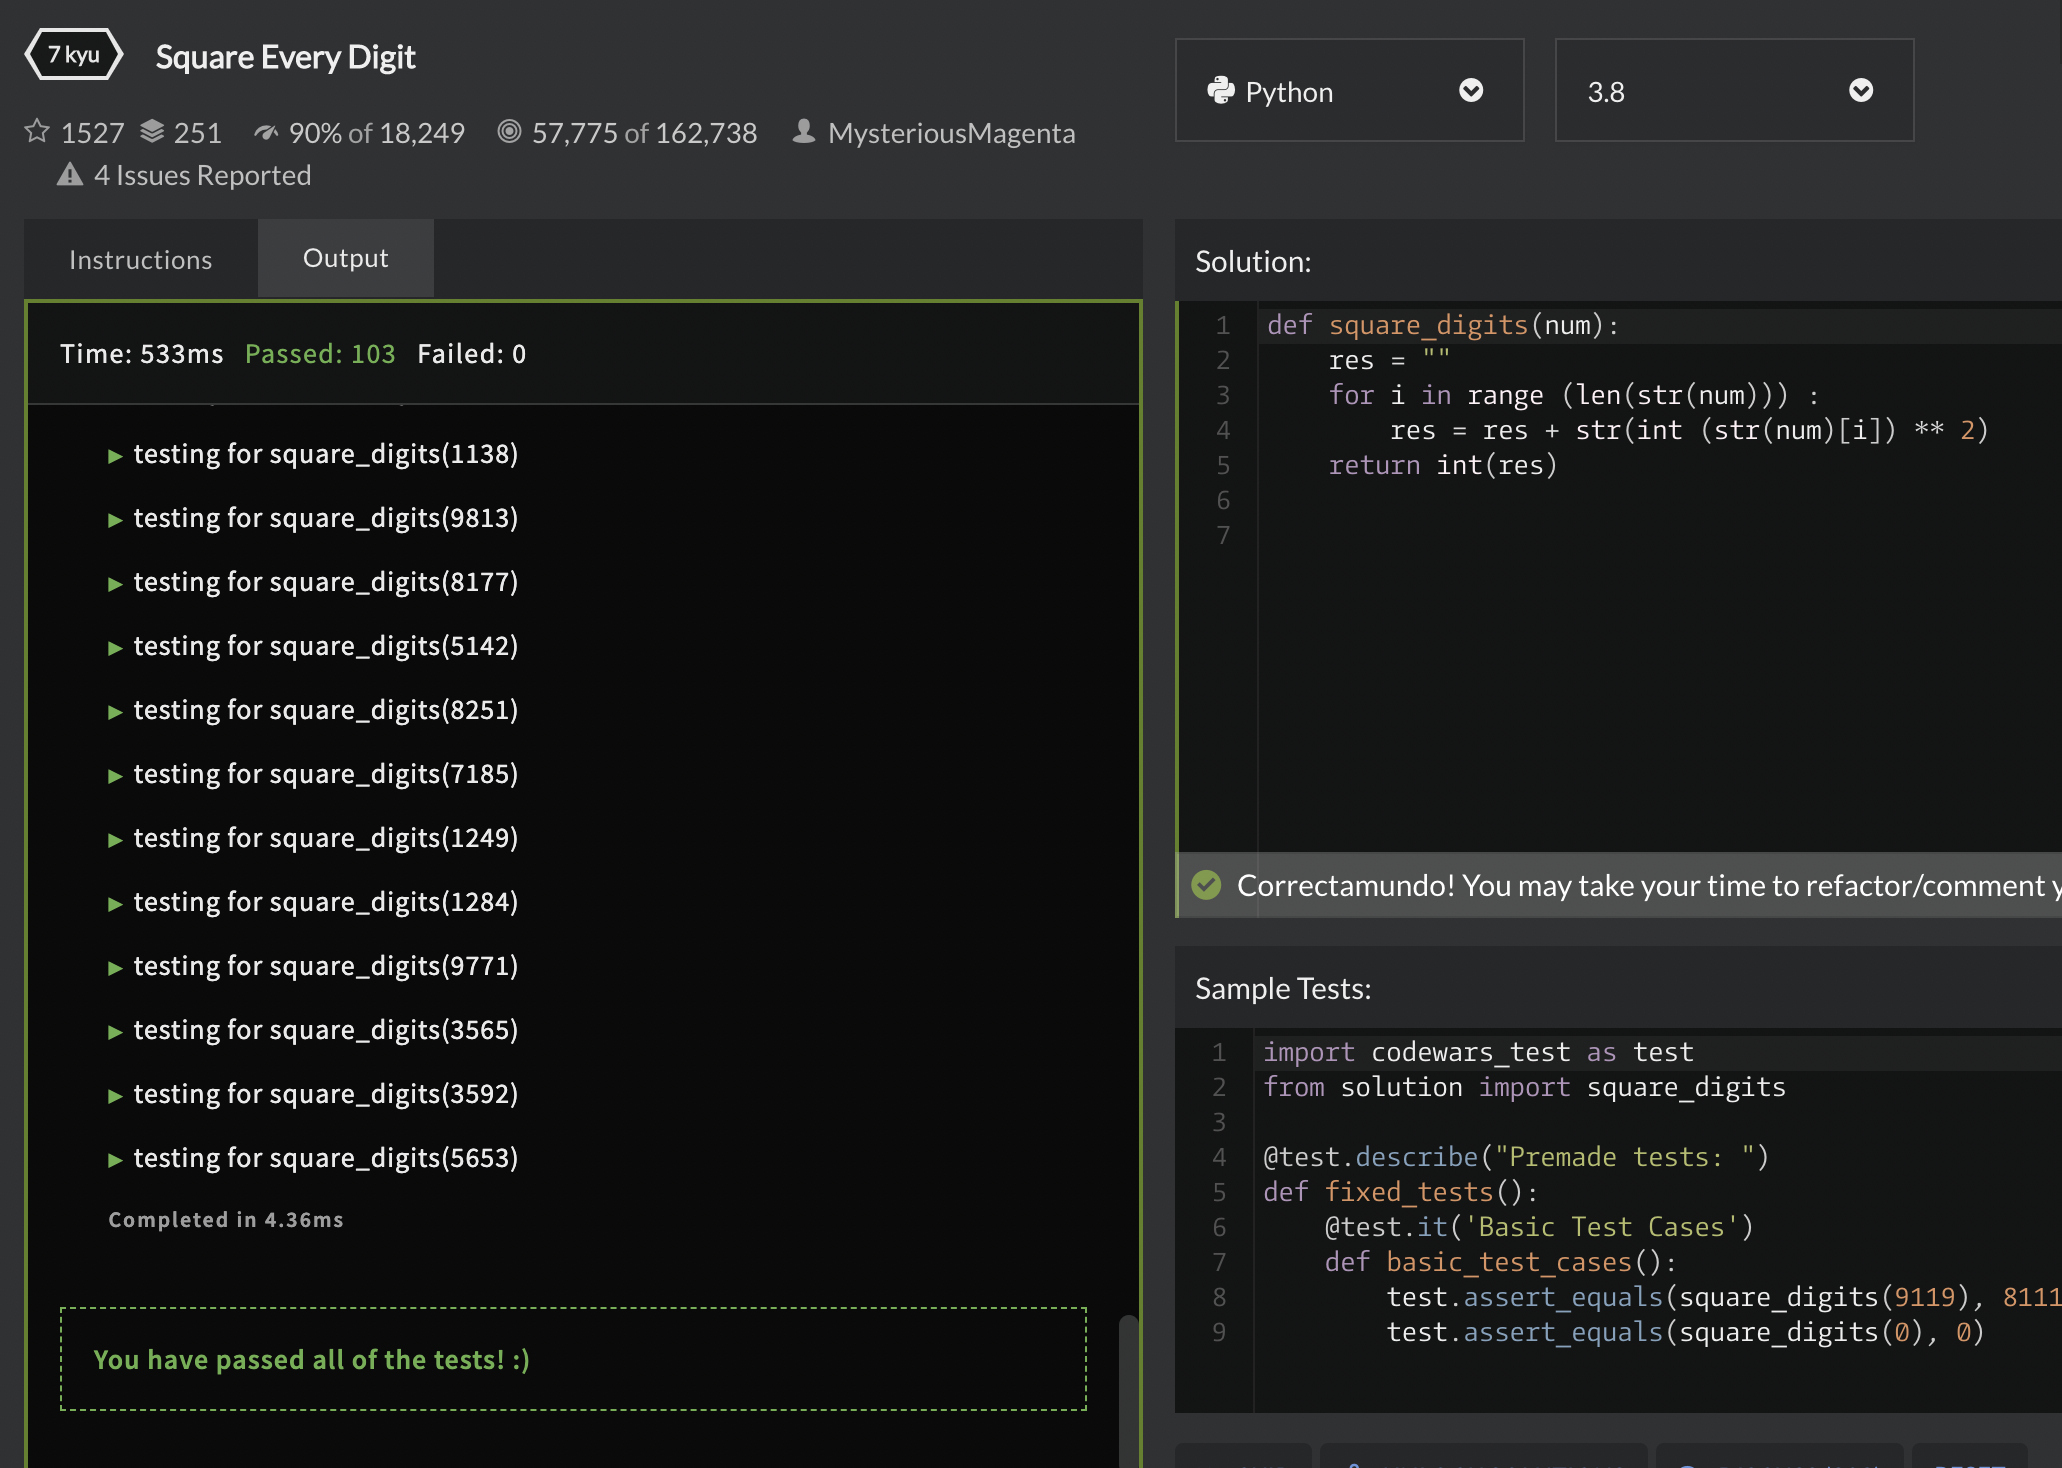 7 kyu
Square Every Digit
1527 251 90% of 18,249 57,775 of 162,738 MysteriousMagenta
4 Issues Reported
Python
3.8
Instructions
Output
Time: 533ms Passed: 103 Failed: 0
testing for square_digits(1138)
testing for square_digits(9813)
testing for square_digits(8177)
testing for square_digits(5142)
testing for square_digits(8251)
testing for square_digits(7185)
testing for square_digits(1249)
testing for square_digits(1284)
testing for square_digits(9771)
testing for square_digits(3565)
testing for square_digits(3592)
testing for square_digits(5653)
Completed in 4.36ms
You have passed all of the tests! :)
Solution:
1 def square_digits(num):
2     res = ""
3     for i in range (len(str(num))) :
4         res = res + str(int (str(num)[i]) ** 2)
5     return int(res)
6
7
Correctamundo! You may take your time to refactor/comment y
Sample Tests:
1 import codewars_test as test
2 from solution import square_digits
3
4 @test.describe("Premade tests: ")
5 def fixed_tests():
6     @test.it('Basic Test Cases')
7     def basic_test_cases():
8         test.assert_equals(square_digits(9119), 8111
9         test.assert_equals(square_digits(0), 0)